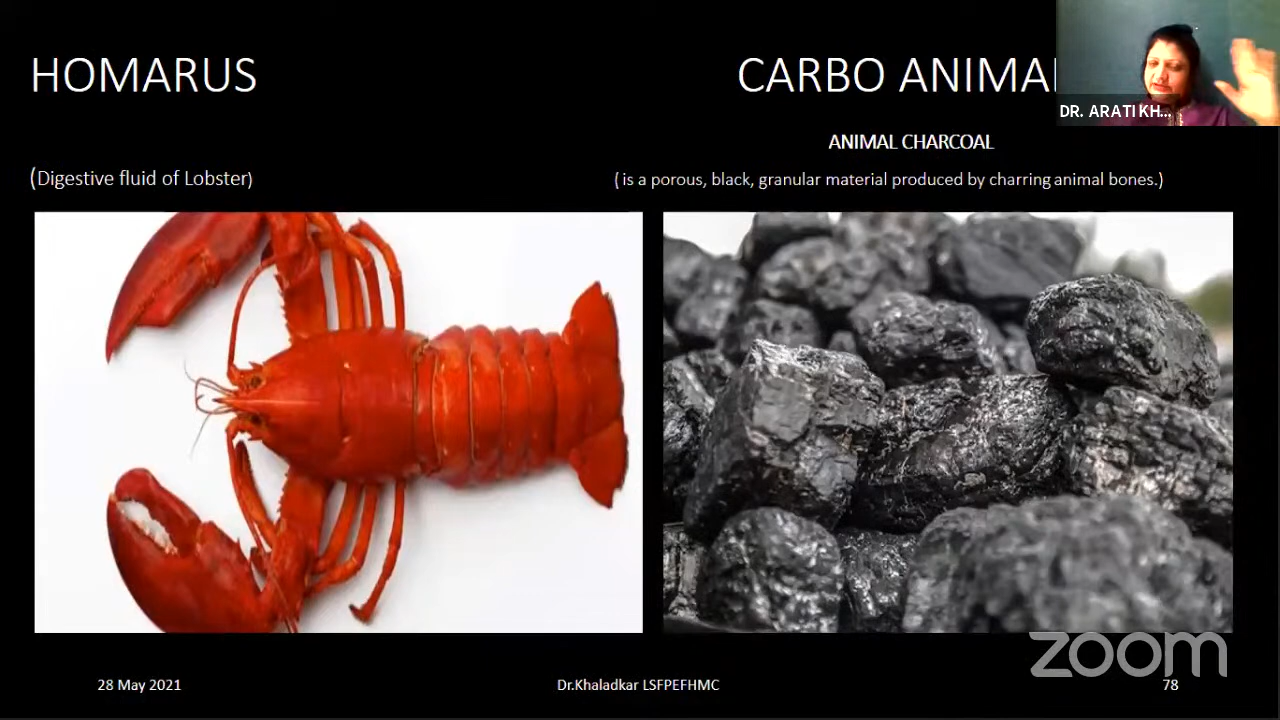 HOMARUS
CARBO ANIMAL
DR. ARATI KH...
ANIMAL CHARCOAL
(Digestive fluid of Lobster)
( is a porous, black, granular material produced by charring animal bones.)
zoom
28 May 2021
Dr.Khaladkar LSFPEFHMC
78